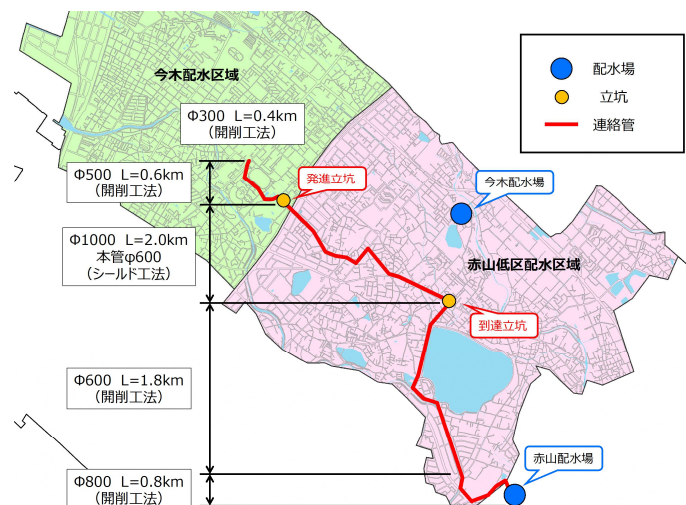 今木配水区域
Φ300 L=0.4km
（開削工法）
Φ500 L=0.6km
（開削工法）
発進立坑
Φ1000 L=2.0km
本管φ600
（シールド工法）
今木配水場
赤山低区配水区域
到達立坑
Φ600 L=1.8km
（開削工法）
赤山配水場
Φ800 L=0.8km
（開削工法）
配水場
立坑
連絡管